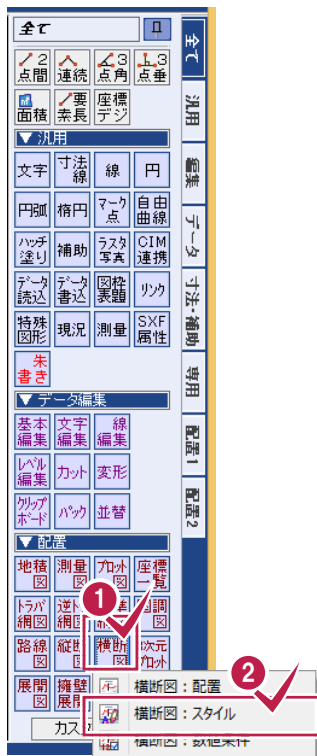 全て
2 点間 連続 3 点角 3 点垂
面積 要素長 座標デジ
▼ 汎用
文字 寸法線 線 円
円弧 楕円 マーク点 自由曲線
ハッチ塗り 補助 ラスタ写真 CIM連携
データ読込 データ書込 図枠表題 リンク
特殊図形 現況 測量 SXF属性
朱書き
▼ データ編集
基本編集 文字編集 線編集
レベル編集 カット 変形
クリップボード パック 並替
▼ 配置
地積図 測量図 プロット図 座標一覧
トラバ網図 図調図
路線図 縦断 横断図 3次元プロット
展開図 擁壁展開
カス
1
2
横断図：配置
横断図：スタイル
横断図：数値条件
全て
汎用
編集
データ
寸法・補助
専用
配置1
配置2